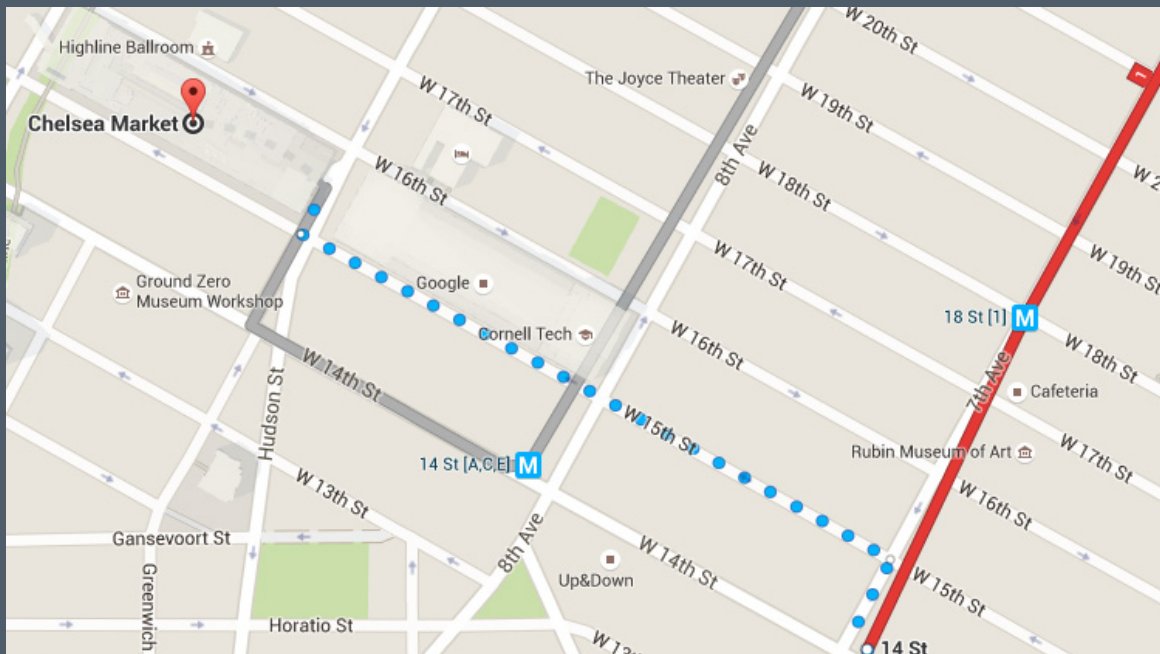 W 20th St
Highline Ballroom
The Joyce Theater
1
W 17th St
W 19th St
Chelsea Market
8th Ave
W 16th St
W 18th St
W 2
W 17th St
W 19th St
Google
Ground Zero
Museum Workshop
18 St [1] M
Cornell Tech
W 16th St
W 18th St
W 14th St
7th Ave
Cafeteria
Hudson St
W 15th St
Rubin Museum of Art
W 17th St
14 St [A,C,E] M
W 13th St
W 16th St
Gansevoort St
8th Ave
W 14th St
Up&Down
W 15th St
Greenwich
Horatio St
14 St